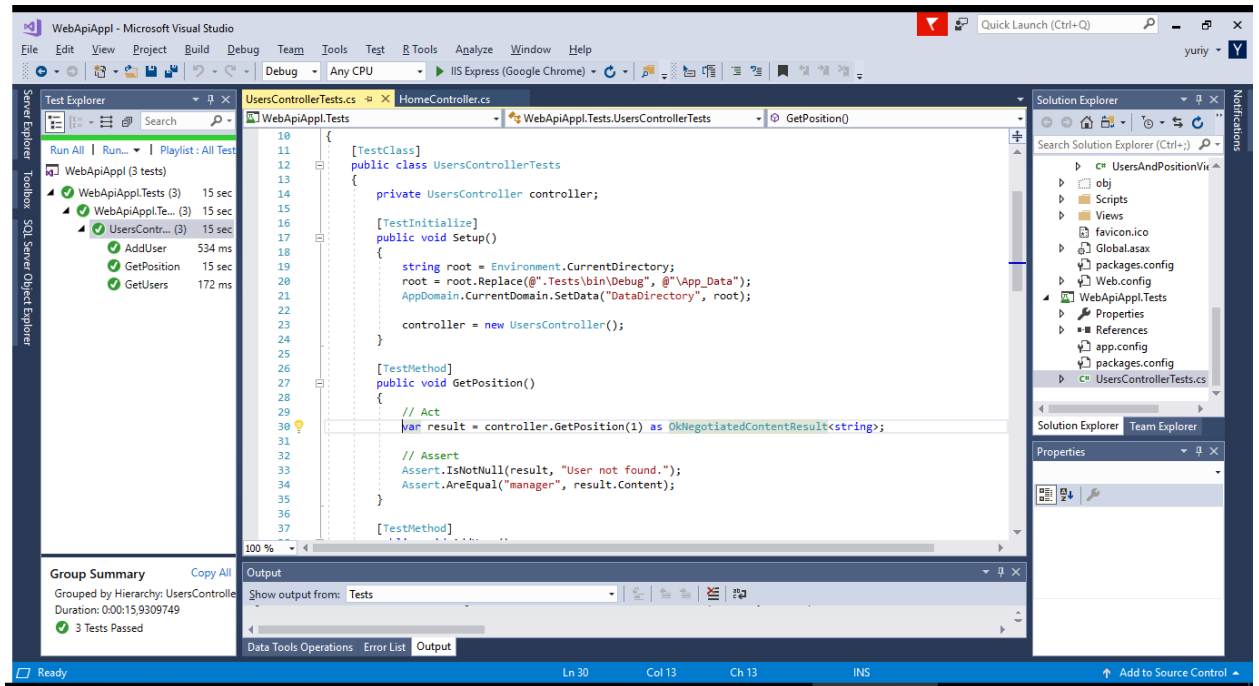 WebApiAppl - Microsoft Visual Studio
Quick Launch (Ctrl+Q)
File Edit View Project Build Debug Team Tools Test R Tools Analyze Window Help
yuriy Y
Debug Any CPU IIS Express (Google Chrome)
Server Explorer
Toolbox
SQL Server Object Explorer
Test Explorer
Search
Run All | Run... | Playlist : All Test
WebApiAppl (3 tests)
WebApiAppl.Tests (3) 15 sec
WebApiAppl.Te... (3) 15 sec
UsersContr... (3) 15 sec
AddUser 534 ms
GetPosition 15 sec
GetUsers 172 ms
Group Summary Copy All
Grouped by Hierarchy: UsersControlle
Duration: 0:00:15,9309749
3 Tests Passed
UsersControllerTests.cs HomeController.cs
WebApiAppl.Tests WebApiAppl.Tests.UsersControllerTests GetPosition()
10 {
11 [TestClass]
12 public class UsersControllerTests
13 {
14 private UsersController controller;
15
16 [TestInitialize]
17 public void Setup()
18 {
19 string root = Environment.CurrentDirectory;
20 root = root.Replace(@".Tests\bin\Debug", @"\App_Data");
21 AppDomain.CurrentDomain.SetData("DataDirectory", root);
22
23 controller = new UsersController();
24 }
25
26 [TestMethod]
27 public void GetPosition()
28 {
29 // Act
30 var result = controller.GetPosition(1) as OkNegotiatedContentResult<string>;
31
32 // Assert
33 Assert.IsNotNull(result, "User not found.");
34 Assert.AreEqual("manager", result.Content);
35 }
36
37 [TestMethod]
100 %
Output
Show output from: Tests
Data Tools Operations Error List Output
Solution Explorer
Search Solution Explorer (Ctrl+;)
C# UsersAndPositionVie
obj
Scripts
Views
favicon.ico
Global.asax
packages.config
Web.config
WebApiAppl.Tests
Properties
References
app.config
packages.config
C# UsersControllerTests.cs
Solution Explorer Team Explorer
Properties
Notifications
Ready Ln 30 Col 13 Ch 13 INS Add to Source Control